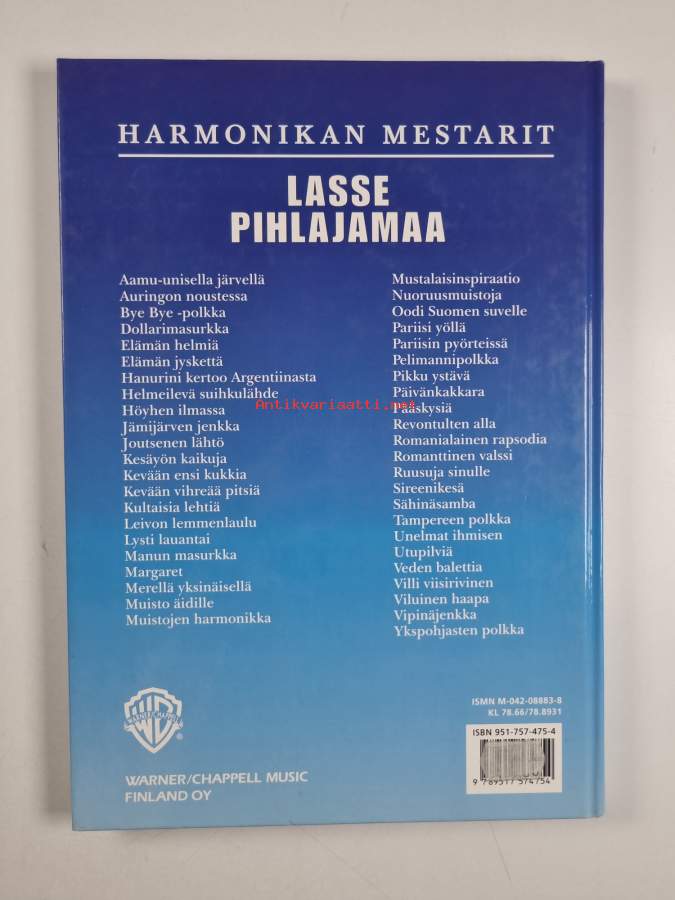 HARMONIKAN MESTARIT
LASSE
PIHLAJAMAA
Aamu-unisella järvellä
Auringon noustessa
Bye Bye -polkka
Dollarimasurkka
Elämän helmiä
Elämän jyskettä
Hanurini kertoo Argentiinasta
Helmeilevä suihkulähde
Höyhen ilmassa
Jämijärven jenkka
Joutsenen lähtö
Kesäyön kaikuja
Kevään ensi kukkia
Kevään vihreää pitsiä
Kultaisia lehtiä
Leivon lemmenlaulu
Lysti lauantai
Manun masurkka
Margaret
Merellä yksinäisellä
Muisto äidille
Muistojen harmonikka
Mustalaisinspiraatio
Nuoruusmuistoja
Oodi Suomen suvelle
Pariisi yöllä
Pariisin pyörteissä
Pelimannipolkka
Pikku ystävä
Päivänkakkara
Pääskysiä
Revontulten alla
Romanialainen rapsodia
Romanttinen valssi
Ruusuja sinulle
Sireenikesä
Sähinäsamba
Tampereen polkka
Unelmat ihmisen
Utupilviä
Veden balettia
Villi viisirivinen
Viluinen haapa
Vipinäjenkka
Ykspohjasten polkka
Antikvariaatti.net
WARNER/CHAPPELL
WARNER/CHAPPELL MUSIC
FINLAND OY
ISMN M-042-08883-8
KL 78.66/78.8931
ISBN 951-757-475-4
9 789517 574754